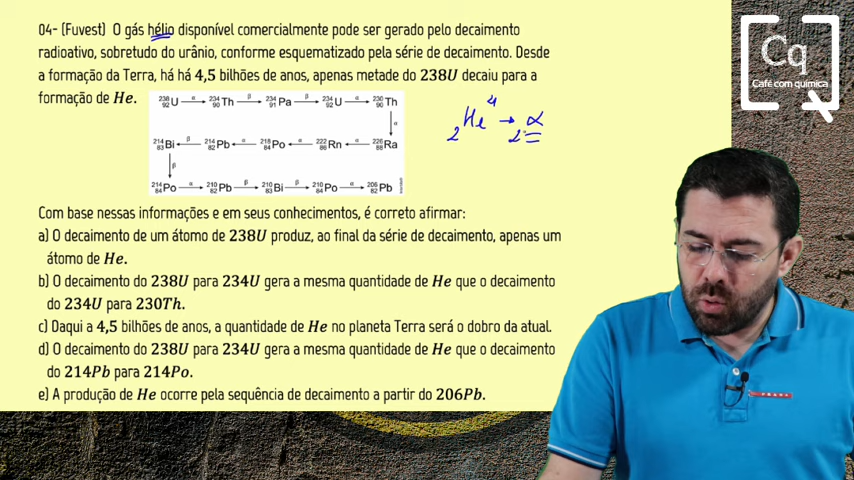 04- (Fuvest) O gás hélio disponível comercialmente pode ser gerado pelo decaimento
radioativo, sobretudo do urânio, conforme esquematizado pela série de decaimento. Desde
a formação da Terra, há há 4,5 bilhões de anos, apenas metade do 238U decaiu para a
formação de He.
238 92 U α 234 90 Th β 234 91 Pa β 234 92 U α 230 90 Th
α
214 83 Bi β 214 82 Pb α 218 84 Po α 222 86 Rn α 226 88 Ra
β
214 84 Po α 210 82 Pb β 210 83 Bi β 210 84 Po α 206 82 Pb
2 He 4 → 2 α
Com base nessas informações e em seus conhecimentos, é correto afirmar:
a) O decaimento de um átomo de 238U produz, ao final da série de decaimento, apenas um
átomo de He.
b) O decaimento do 238U para 234U gera a mesma quantidade de He que o decaimento
do 234U para 230Th.
c) Daqui a 4,5 bilhões de anos, a quantidade de He no planeta Terra será o dobro da atual.
d) O decaimento do 238U para 234U gera a mesma quantidade de He que o decaimento
do 214Pb para 214Po.
e) A produção de He ocorre pela sequência de decaimento a partir do 206Pb.
Cq
Café com química
PRADA